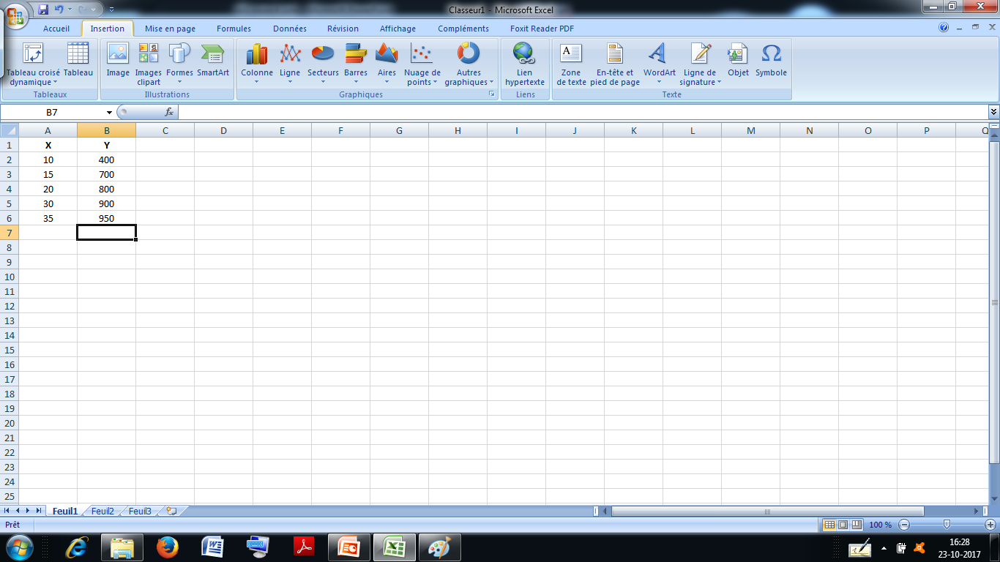 Classeur1 - Microsoft Excel
Accueil Insertion Mise en page Formules Données Révision Affichage Compléments Foxit Reader PDF
Tableau croisé dynamique Tableau Image Images clipart Formes SmartArt Colonne Ligne Secteurs Barres Aires Nuage de points Autres graphiques Lien hypertexte Zone de texte En-tête et pied de page WordArt Ligne de signature Objet Symbole
Tableaux Illustrations Graphiques Liens Texte
B7 fx
A B C D E F G H I J K L M N O P Q
1 X Y
2 10 400
3 15 700
4 20 800
5 30 900
6 35 950
7
8
9
10
11
12
13
14
15
16
17
18
19
20
21
22
23
24
25
Feuil1 Feuil2 Feuil3
Prêt 100 %
16:28
23-10-2017